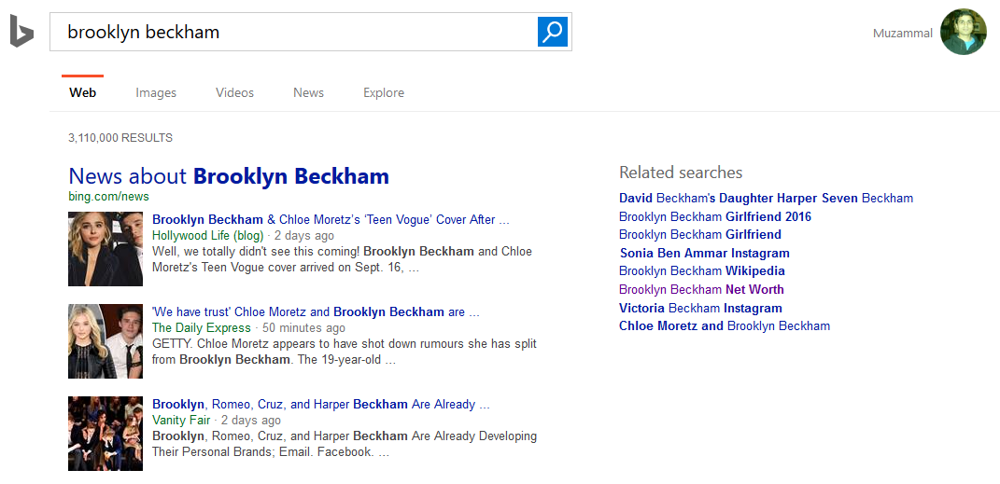 brooklyn beckham
Muzammal
Web Images Videos News Explore
3,110,000 RESULTS
News about Brooklyn Beckham
bing.com/news
Brooklyn Beckham & Chloe Moretz’s ‘Teen Vogue’ Cover After ...
Hollywood Life (blog) · 2 days ago
Well, we totally didn't see this coming! Brooklyn Beckham and Chloe
Moretz's Teen Vogue cover arrived on Sept. 16, ...
'We have trust' Chloe Moretz and Brooklyn Beckham are ...
The Daily Express · 50 minutes ago
GETTY. Chloe Moretz appears to have shot down rumours she has split
from Brooklyn Beckham. The 19-year-old ...
Brooklyn, Romeo, Cruz, and Harper Beckham Are Already ...
Vanity Fair · 2 days ago
Brooklyn, Romeo, Cruz, and Harper Beckham Are Already Developing
Their Personal Brands; Email. Facebook. ...
Related searches
David Beckham's Daughter Harper Seven Beckham
Brooklyn Beckham Girlfriend 2016
Brooklyn Beckham Girlfriend
Sonia Ben Ammar Instagram
Brooklyn Beckham Wikipedia
Brooklyn Beckham Net Worth
Victoria Beckham Instagram
Chloe Moretz and Brooklyn Beckham